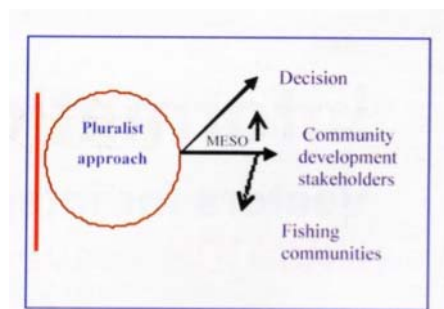 Decision
Pluralist
approach
MESO
Community
development
stakeholders
Fishing
communities